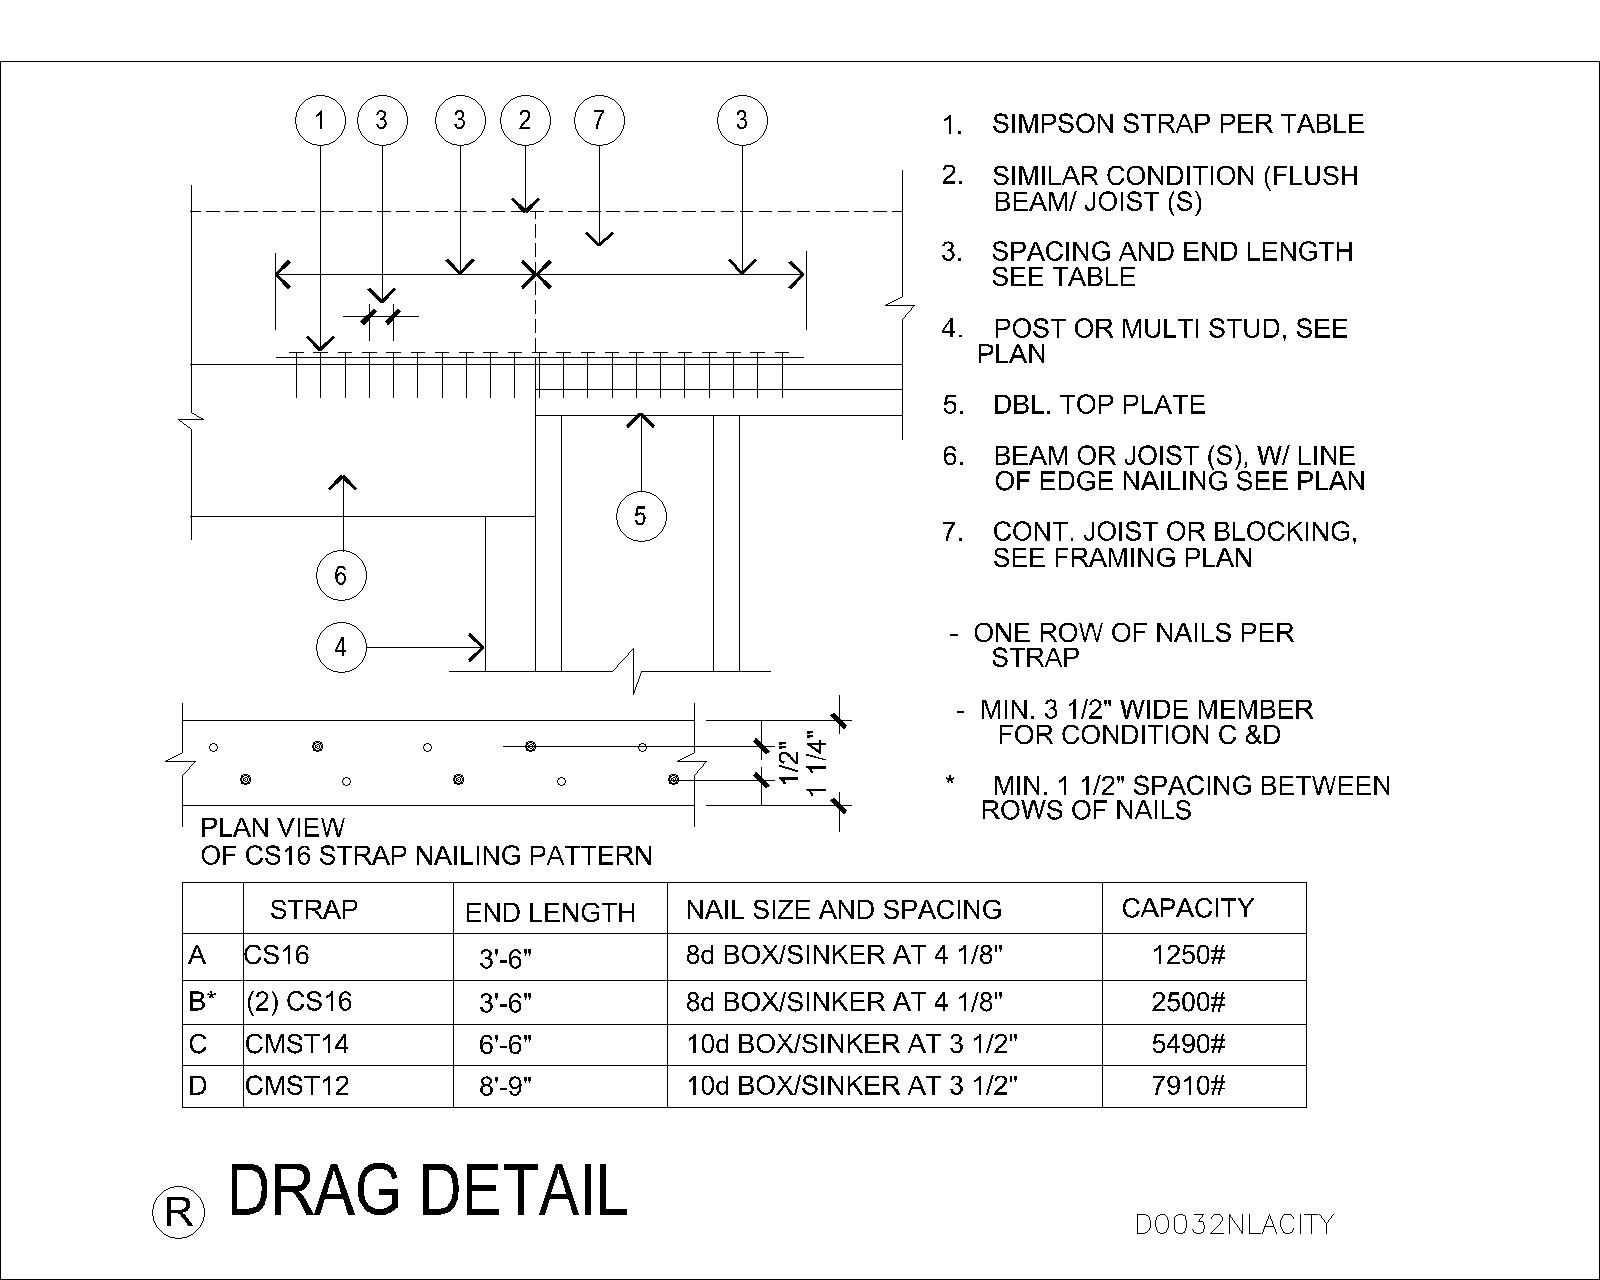 1 3 3 2 7 3
1. SIMPSON STRAP PER TABLE
2. SIMILAR CONDITION (FLUSH
BEAM/ JOIST (S)
3. SPACING AND END LENGTH
SEE TABLE
4. POST OR MULTI STUD, SEE
PLAN
5. DBL. TOP PLATE
6. BEAM OR JOIST (S), W/ LINE
OF EDGE NAILING SEE PLAN
7. CONT. JOIST OR BLOCKING,
SEE FRAMING PLAN
- ONE ROW OF NAILS PER
STRAP
- MIN. 3 1/2" WIDE MEMBER
FOR CONDITION C &D
* MIN. 1 1/2" SPACING BETWEEN
ROWS OF NAILS
5
6
4
1/2"
1 1/4"
PLAN VIEW
OF CS16 STRAP NAILING PATTERN
STRAP END LENGTH NAIL SIZE AND SPACING CAPACITY
A CS16 3'-6" 8d BOX/SINKER AT 4 1/8" 1250#
B* (2) CS16 3'-6" 8d BOX/SINKER AT 4 1/8" 2500#
C CMST14 6'-6" 10d BOX/SINKER AT 3 1/2" 5490#
D CMST12 8'-9" 10d BOX/SINKER AT 3 1/2" 7910#
R DRAG DETAIL
D0032NLACITY